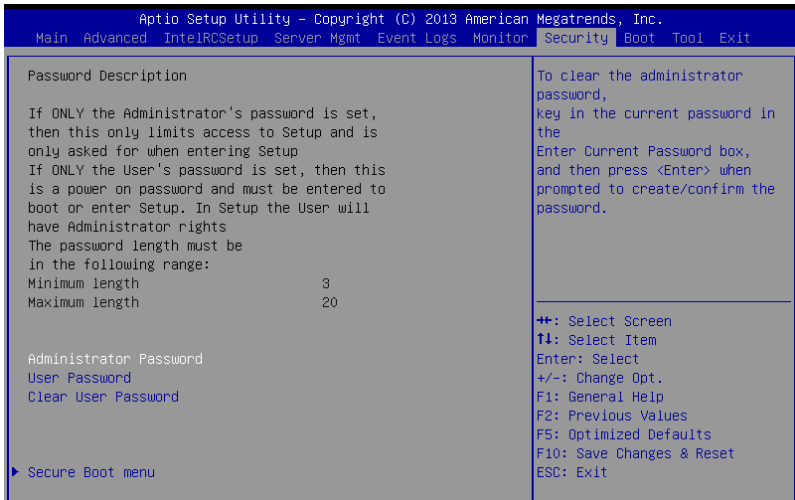 Aptio Setup Utility – Copyright (C) 2013 American Megatrends, Inc.
Main Advanced IntelRCSetup Server Mgmt Event Logs Monitor Security Boot Tool Exit
Password Description
If ONLY the Administrator's password is set,
then this only limits access to Setup and is
only asked for when entering Setup
If ONLY the User's password is set, then this
is a power on password and must be entered to
boot or enter Setup. In Setup the User will
have Administrator rights
The password length must be
in the following range:
Minimum length 3
Maximum length 20
Administrator Password
User Password
Clear User Password
Secure Boot menu
To clear the administrator
password,
key in the current password in
the
Enter Current Password box,
and then press <Enter> when
prompted to create/confirm the
password.
→←: Select Screen
↑↓: Select Item
Enter: Select
+/-: Change Opt.
F1: General Help
F2: Previous Values
F5: Optimized Defaults
F10: Save Changes & Reset
ESC: Exit